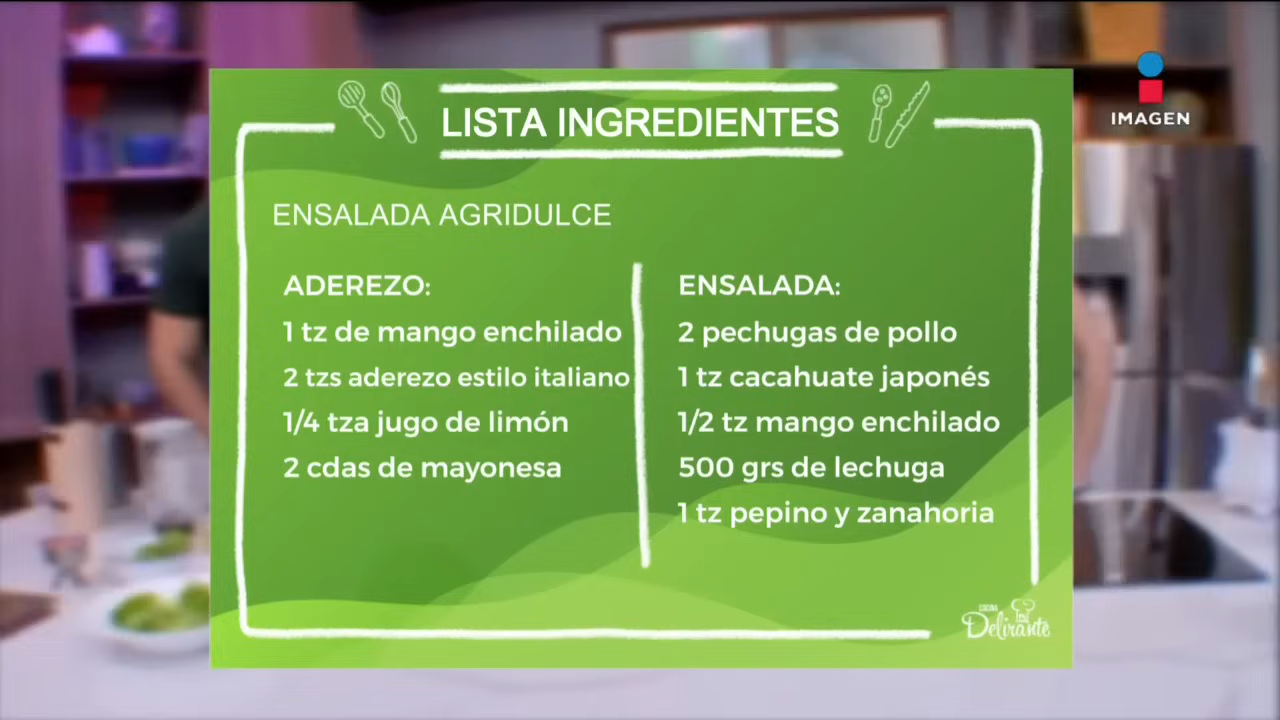 LISTA INGREDIENTES
IMAGEN
ENSALADA AGRIDULCE
ADEREZO:
1 tz de mango enchilado
2 tzs aderezo estilo italiano
1/4 tza jugo de limón
2 cdas de mayonesa
ENSALADA:
2 pechugas de pollo
1 tz cacahuate japonés
1/2 tz mango enchilado
500 grs de lechuga
1 tz pepino y zanahoria
COCINA
Delirante